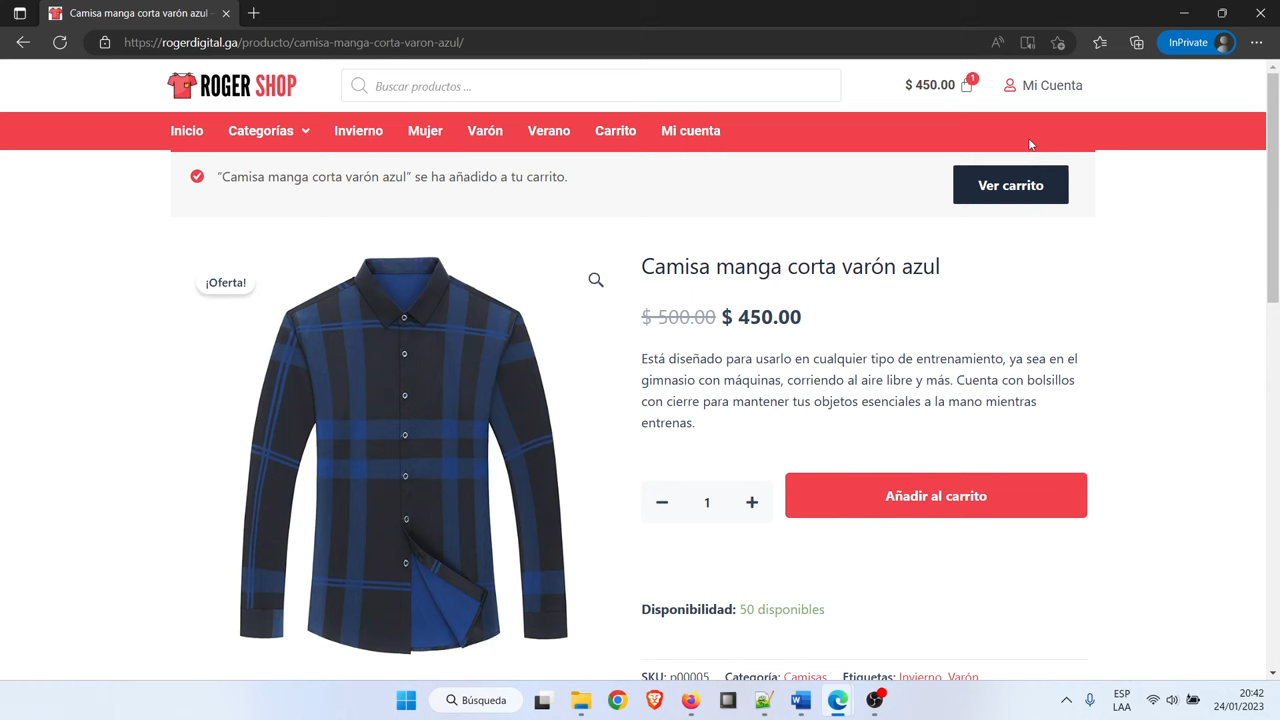 Camisa manga corta varón azul -
https://rogerdigital.ga/producto/camisa-manga-corta-varon-azul/
InPrivate
ROGER SHOP
Buscar productos ...
$ 450.00
1
Mi Cuenta
Inicio
Categorías
Invierno
Mujer
Varón
Verano
Carrito
Mi cuenta
“Camisa manga corta varón azul” se ha añadido a tu carrito.
Ver carrito
¡Oferta!
Camisa manga corta varón azul
$ 500.00 $ 450.00
Está diseñado para usarlo en cualquier tipo de entrenamiento, ya sea en el
gimnasio con máquinas, corriendo al aire libre y más. Cuenta con bolsillos
con cierre para mantener tus objetos esenciales a la mano mientras
entrenas.
1
Añadir al carrito
Disponibilidad: 50 disponibles
SKU: p00005 Categoría: Camisas Etiquetas: Invierno, Varón
Búsqueda
ESP
LAA
20:42
24/01/2023